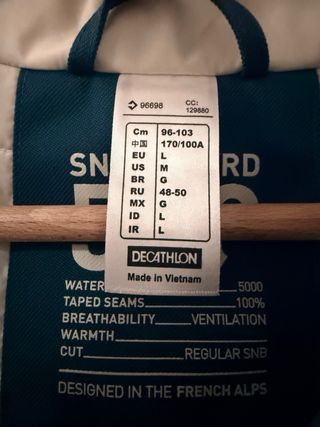 96698 CC: 129880
Cm 96-103
中国 170/100A
EU L
US M
BR G
RU 48-50
MX G
ID L
IR L
DECATHLON
Made in Vietnam
WATER 5000
TAPED SEAMS 100%
BREATHABILITY VENTILATION
WARMTH
CUT REGULAR SNB
DESIGNED IN THE FRENCH ALPS